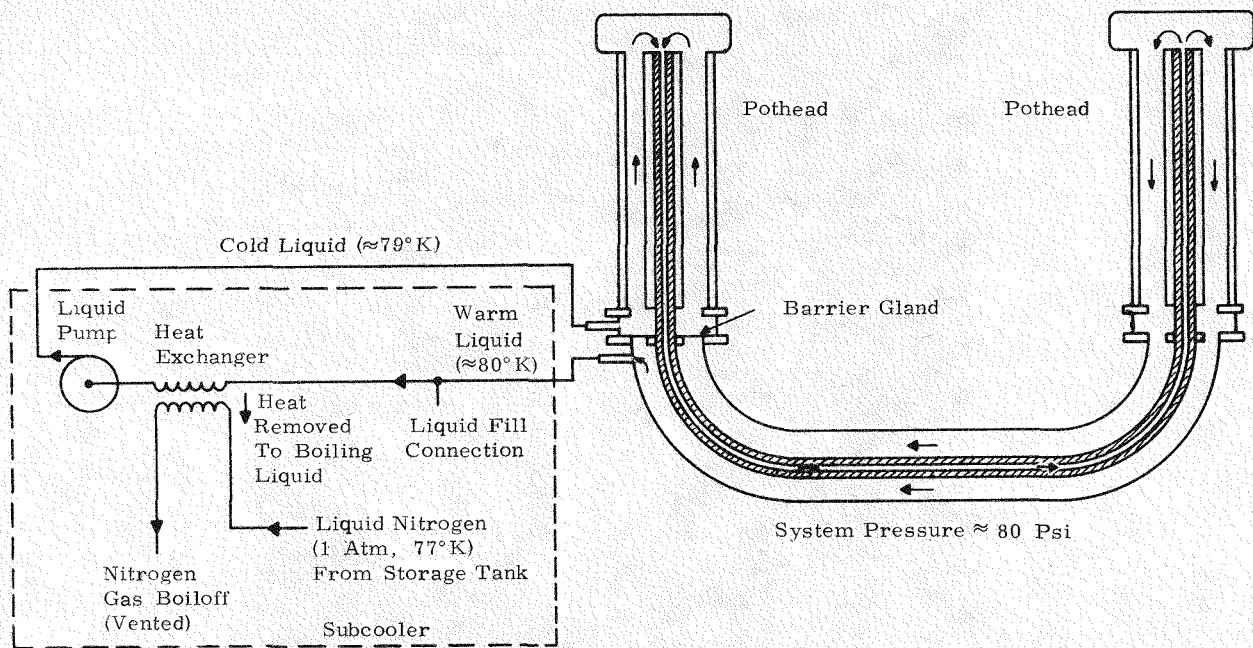 Pothead
Pothead
Cold Liquid (≈79°K)
Liquid
Pump
Heat
Exchanger
Warm
Liquid
(≈80°K)
Barrier Gland
Heat
Removed
To Boiling
Liquid
Liquid Fill
Connection
Liquid Nitrogen
(1 Atm, 77°K)
From Storage Tank
System Pressure ≈ 80 Psi
Nitrogen
Gas Boiloff
(Vented)
Subcooler